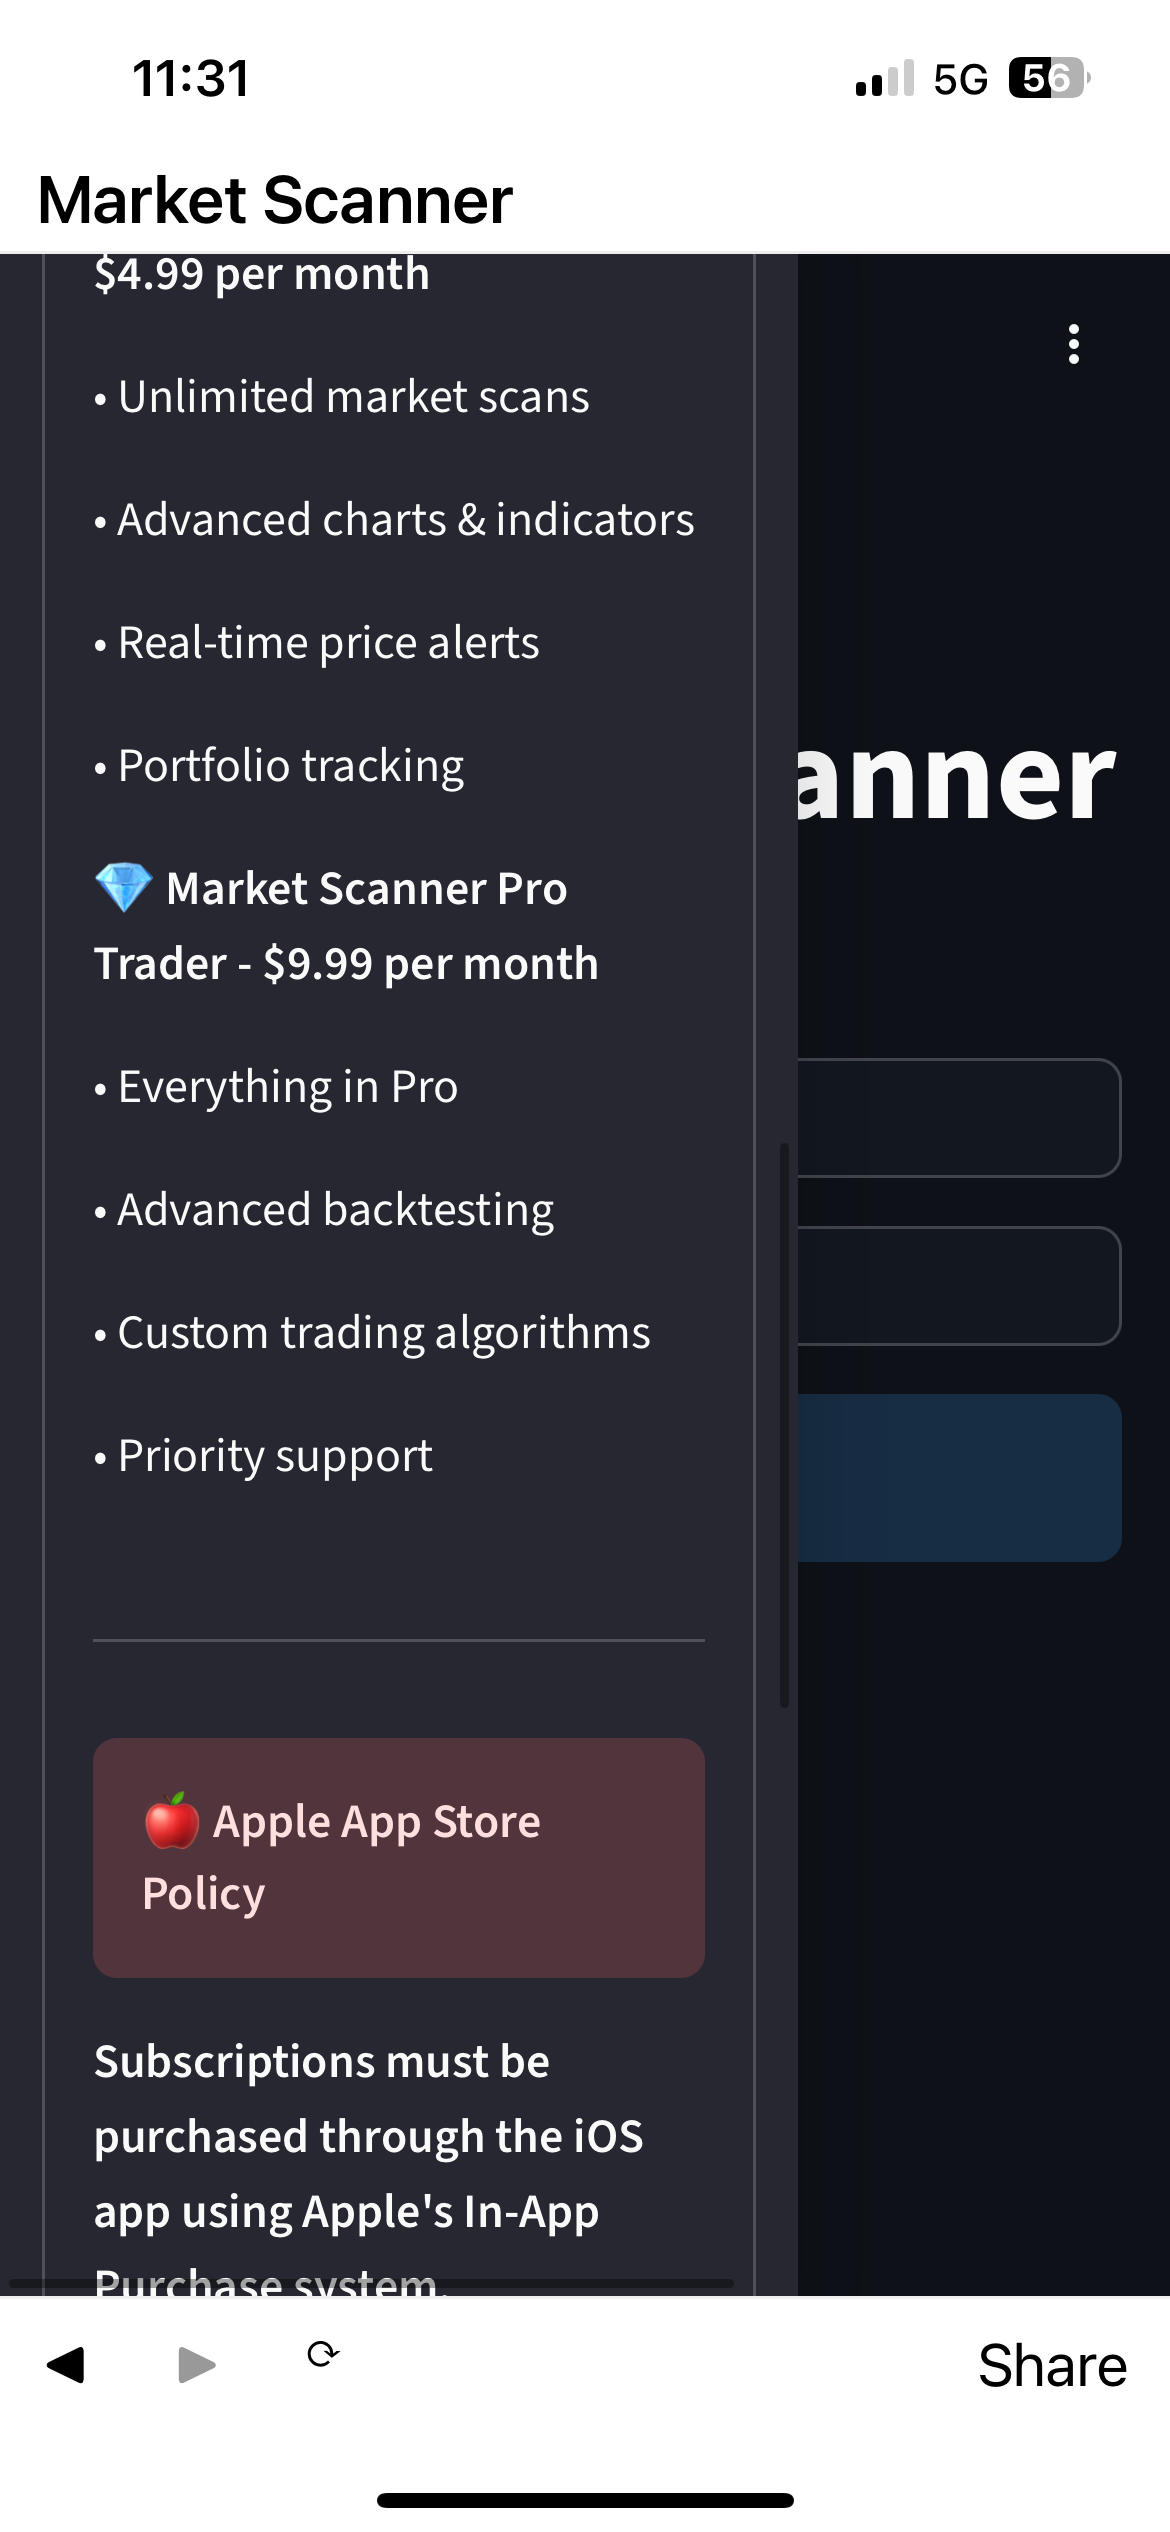 11:31
5G 56
Market Scanner
$4.99 per month
• Unlimited market scans
• Advanced charts & indicators
• Real-time price alerts
• Portfolio tracking
anner
💎 Market Scanner Pro
Trader - $9.99 per month
• Everything in Pro
• Advanced backtesting
• Custom trading algorithms
• Priority support
🍎 Apple App Store
Policy
Subscriptions must be
purchased through the iOS
app using Apple's In-App
Purchase system.
Share